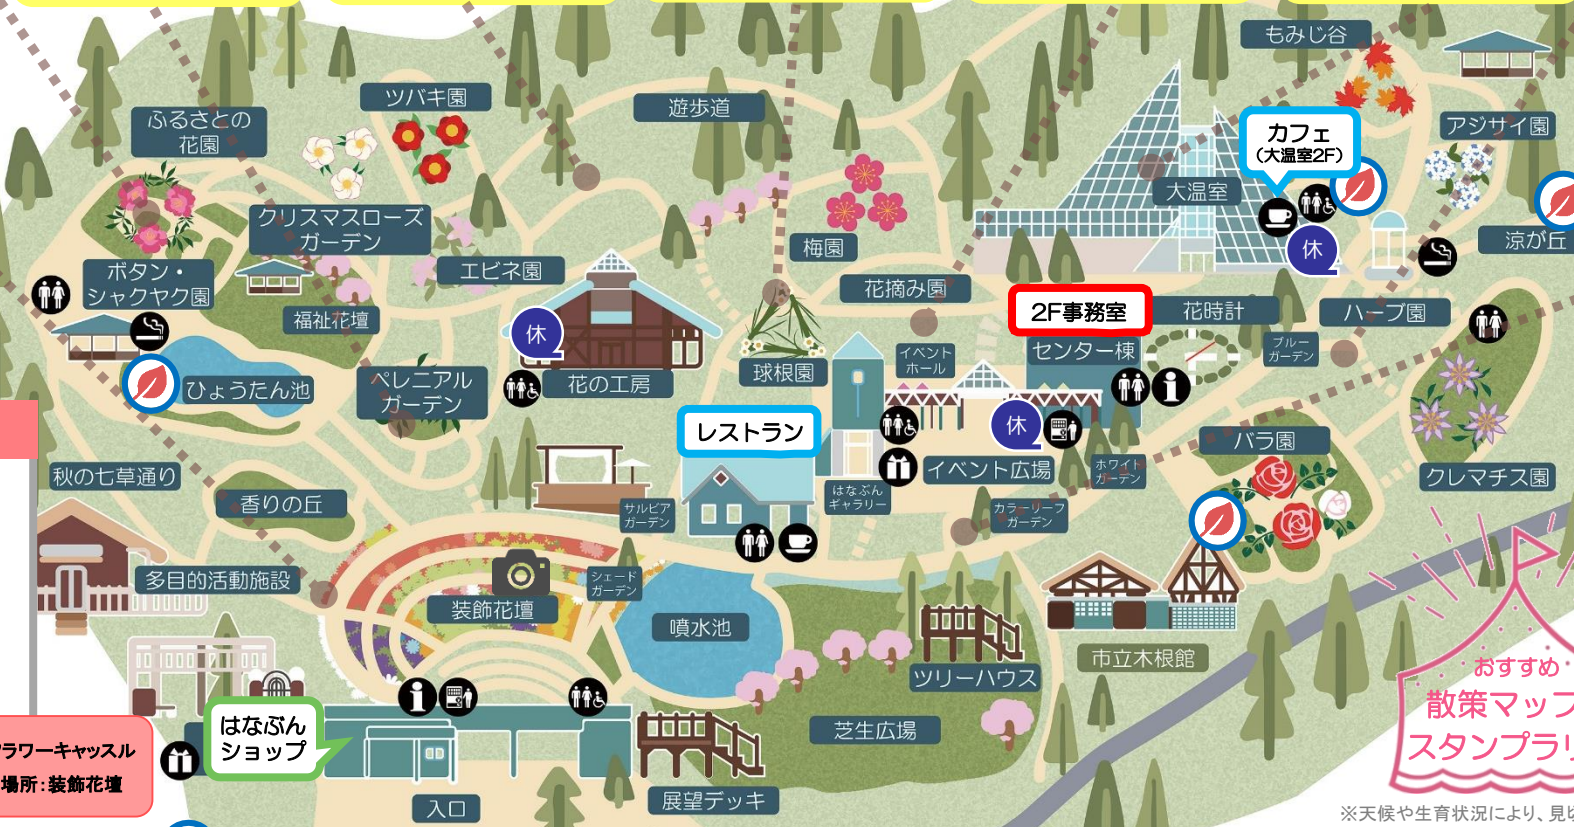 もみじ谷
ツバキ園
遊歩道
ふるさとの
花園
カフェ
(大温室2F)
アジサイ園
大温室
クリスマスローズ
ガーデン
梅園
涼が丘
休
ボタン・
シャクヤク園
エビネ園
花摘み園
2F事務室
花時計
ハーブ園
福祉花壇
休
イベント
ホール
センター棟
ブルー
ガーデン
球根園
ひょうたん池
ペレニアル
ガーデン
花の工房
レストラン
休
バラ園
秋の七草通り
イベント広場
ホワイト
ガーデン
クレマチス園
香りの丘
サルビア
ガーデン
はなぶん
ギャラリー
カラーリーフ
ガーデン
多目的活動施設
シェード
ガーデン
装飾花壇
噴水池
市立木根館
ツリーハウス
おすすめ
散策マップ
スタンプラリ
はなぶん
ショップ
芝生広場
ラワーキャッスル
場所:装飾花壇
展望デッキ
入口
※天候や生育状況により、見